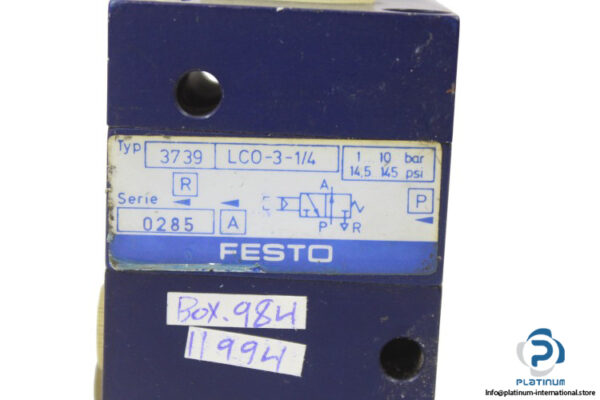 Typ 3739 LCO-3-1/4 1 10 bar
14,5 145 psi
R A P
Serie
0285 A P R
FESTO
Box.984
11994
PLATINUM
https://platinum-international.store